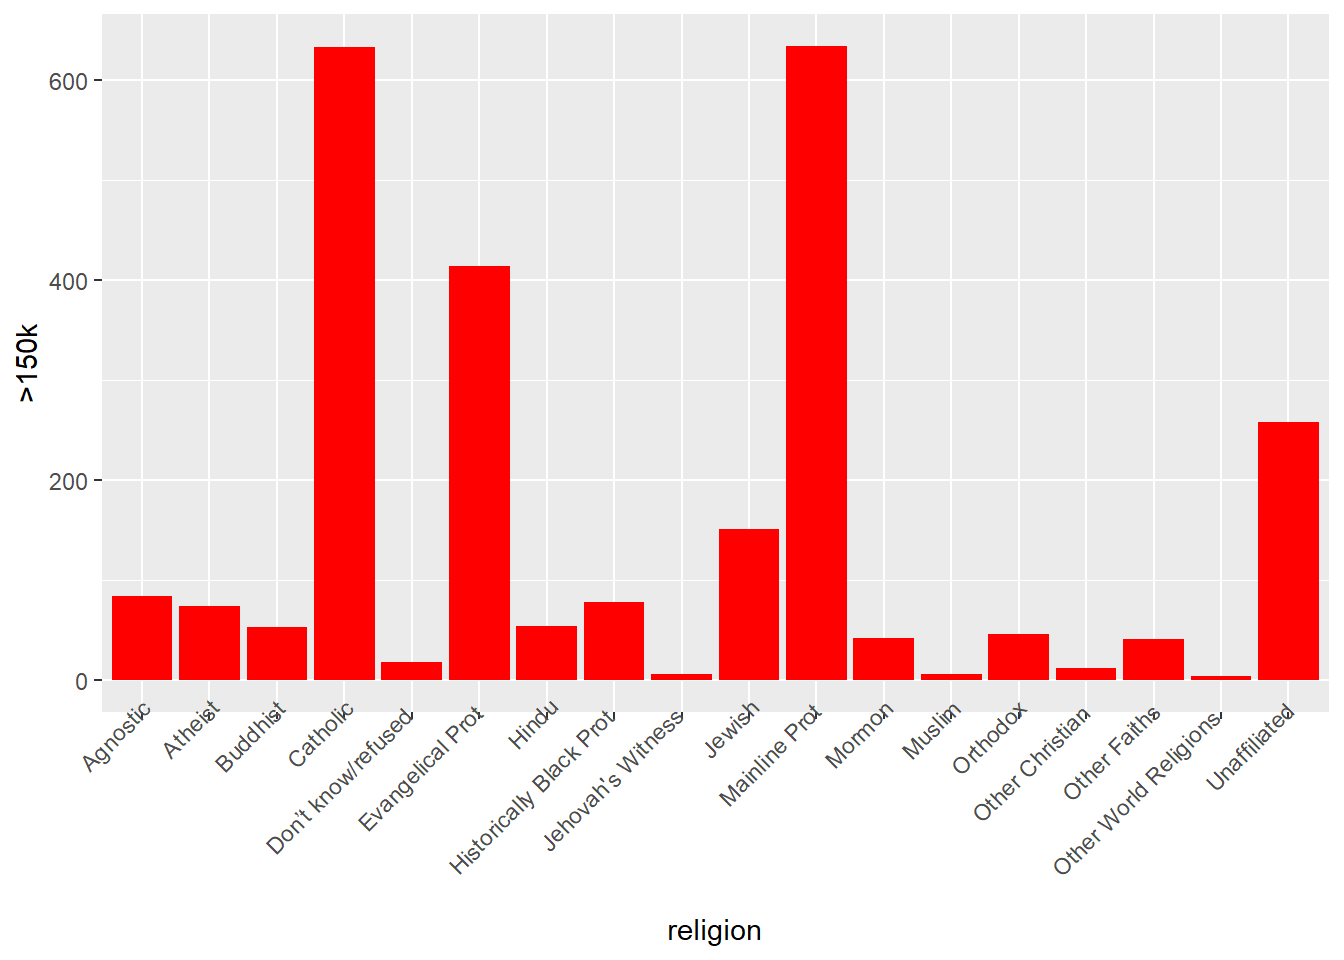 600
400
200
0
>150k
Agnostic
Atheist
Buddhist
Catholic
Don't know/refused
Evangelical Prot
Hindu
Historically Black Prot
Jehovah's Witness
Jewish
Mainline Prot
Mormon
Muslim
Orthodox
Other Christian
Other Faiths
Other World Religions
Unaffiliated
religion